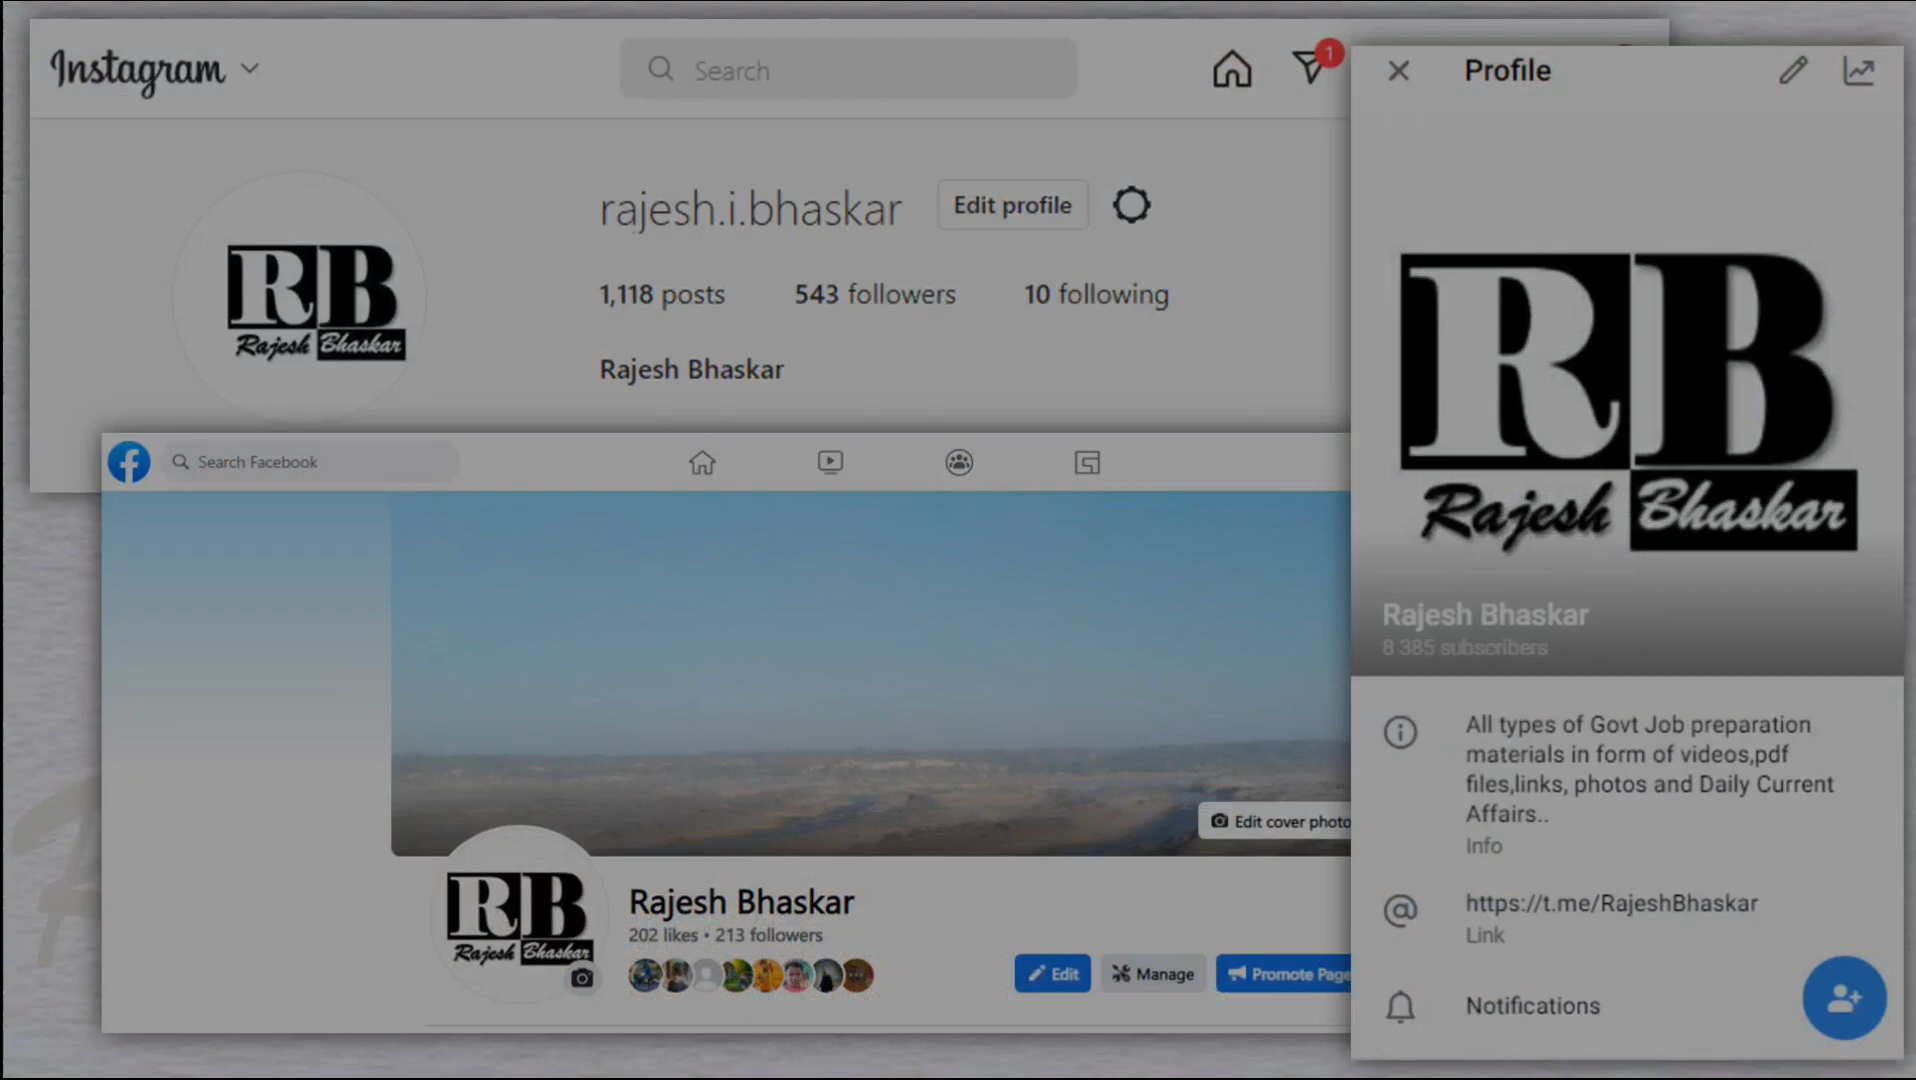 Instagram
Search
1
rajesh.i.bhaskar
Edit profile
1,118 posts
543 followers
10 following
RB
Rajesh Bhaskar
Rajesh Bhaskar
Search Facebook
Edit cover photo
RB
Rajesh Bhaskar
Rajesh Bhaskar
202 likes • 213 followers
Edit
Manage
Promote Page
Profile
RB
Rajesh Bhaskar
Rajesh Bhaskar
8 385 subscribers
All types of Govt Job preparation
materials in form of videos,pdf
files,links, photos and Daily Current
Affairs..
Info
https://t.me/RajeshBhaskar
Link
Notifications